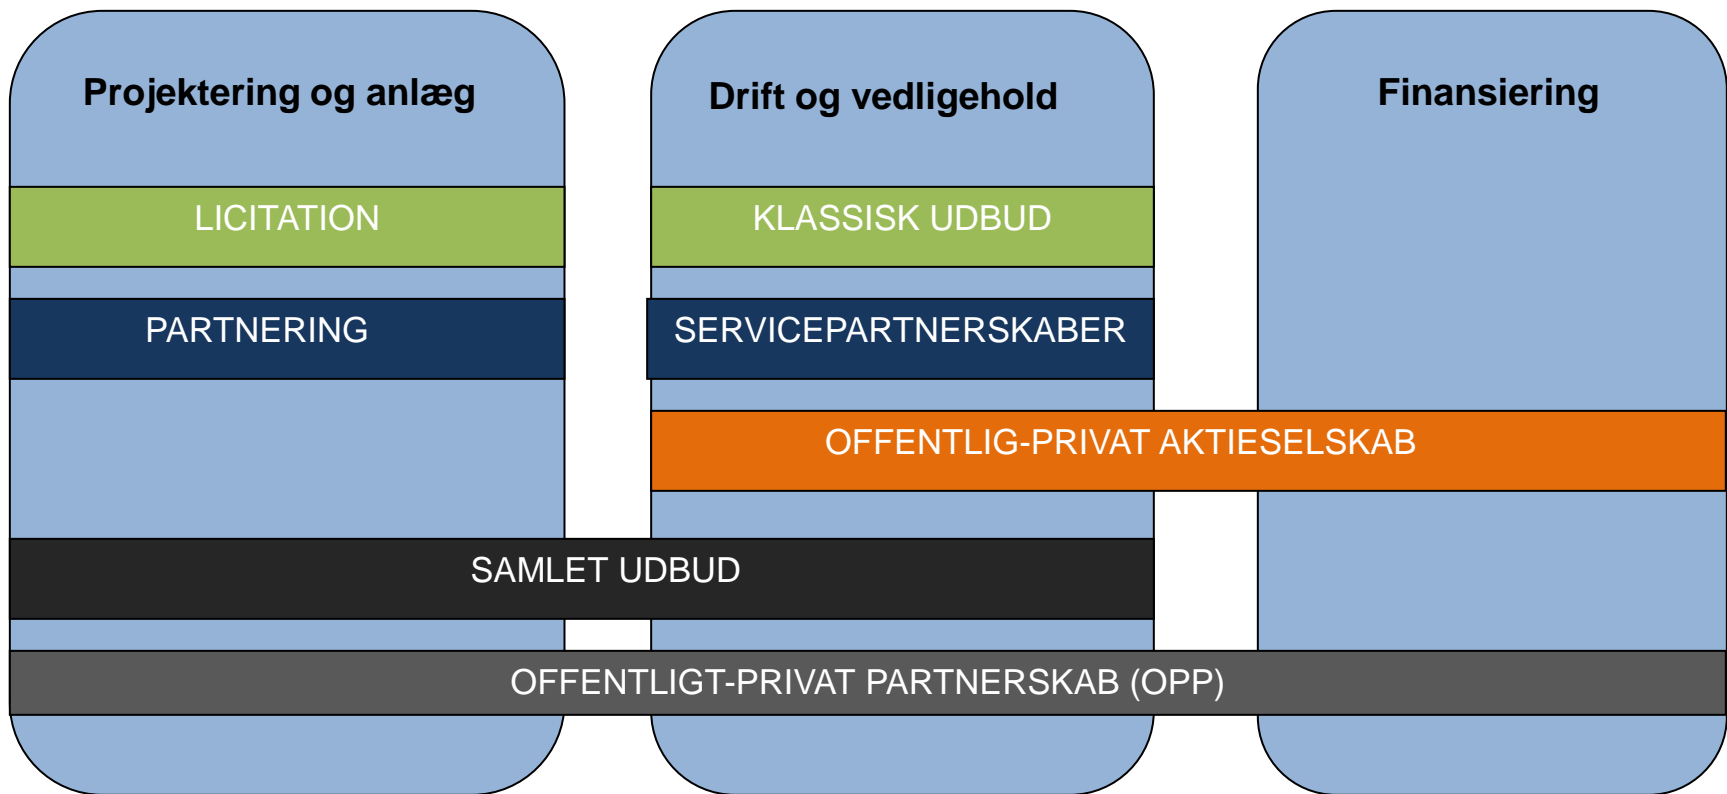 Projektering og anlæg
Drift og vedligehold
Finansiering
LICITATION
KLASSISK UDBUD
PARTNERING
SERVICEPARTNERSKABER
OFFENTLIG-PRIVAT AKTIESELSKAB
SAMLET UDBUD
OFFENTLIGT-PRIVAT PARTNERSKAB (OPP)